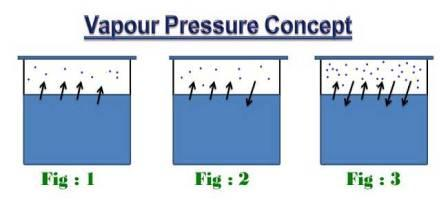 Vapour Pressure Concept
Fig : 1
Fig : 2
Fig : 3